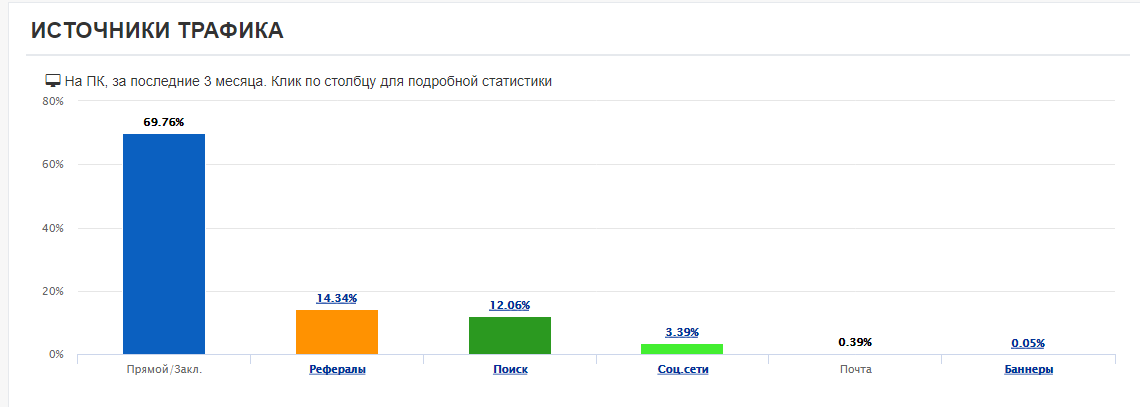 ИСТОЧНИКИ ТРАФИКА
На ПК, за последние 3 месяца. Клик по столбцу для подробной статистики
80%
69.76%
60%
40%
20%
14.34%
12.06%
3.39%
0.39%
0.05%
0%
Прямой/Закл.
Рефералы
Поиск
Соц.сети
Почта
Баннеры